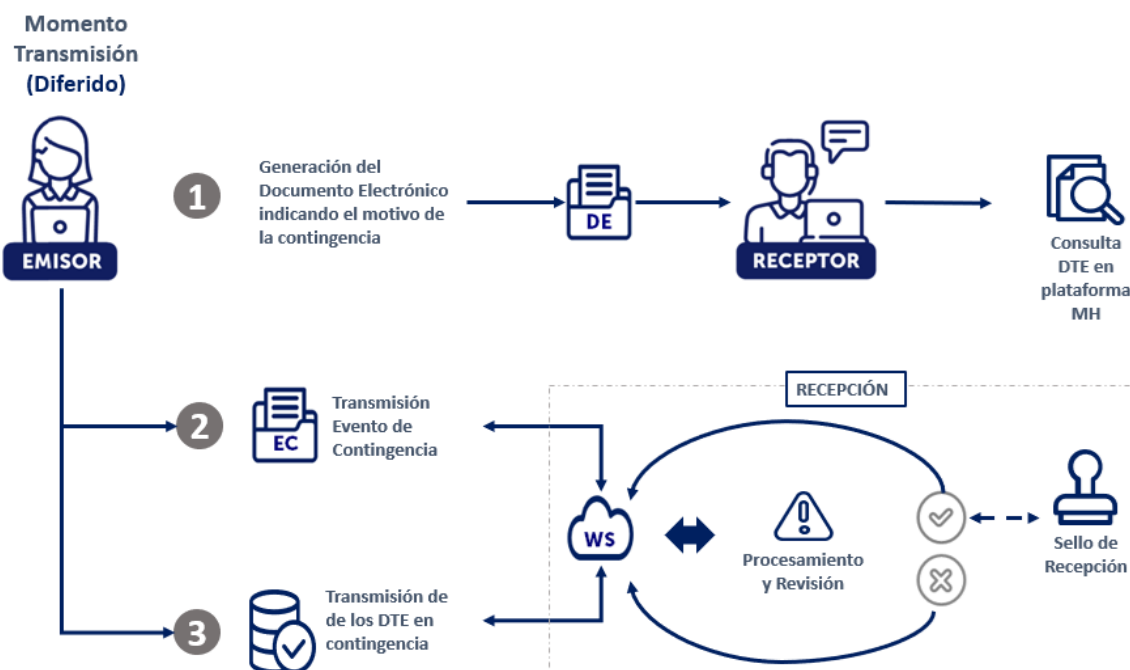 Momento
Transmisión
(Diferido)
EMISOR
1
Generación del
Documento Electrónico
indicando el motivo de
la contingencia
DE
RECEPTOR
Consulta
DTE en
plataforma
MH
2
EC
Transmisión
Evento de
Contingencia
RECEPCIÓN
WS
Procesamiento
y Revisión
Sello de
Recepción
3
Transmisión de
de los DTE en
contingencia